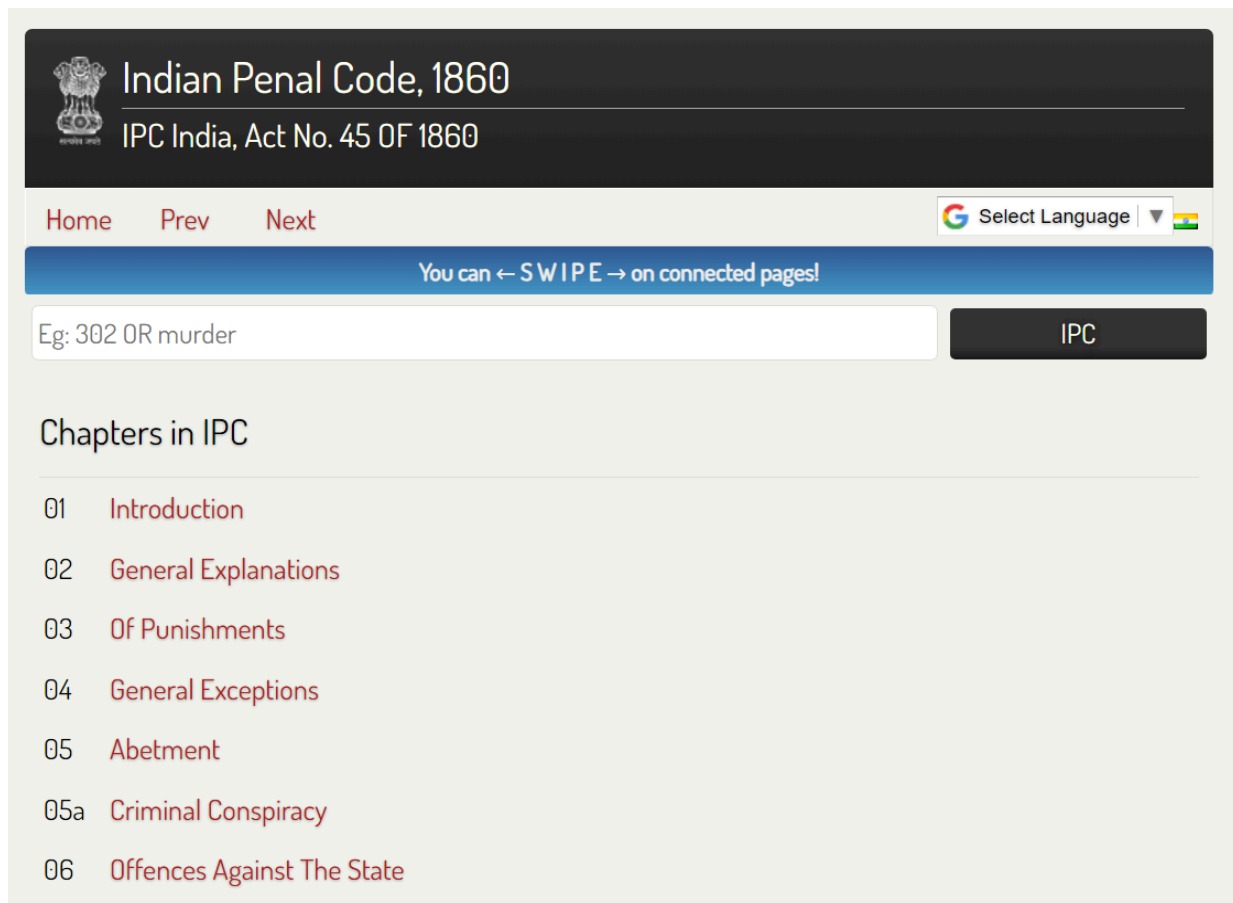 Indian Penal Code, 1860
IPC India, Act No. 45 OF 1860
Home Prev Next Select Language ▼
You can ← S W I P E → on connected pages!
Eg: 302 OR murder IPC
Chapters in IPC
01 Introduction
02 General Explanations
03 Of Punishments
04 General Exceptions
05 Abetment
05a Criminal Conspiracy
06 Offences Against The State